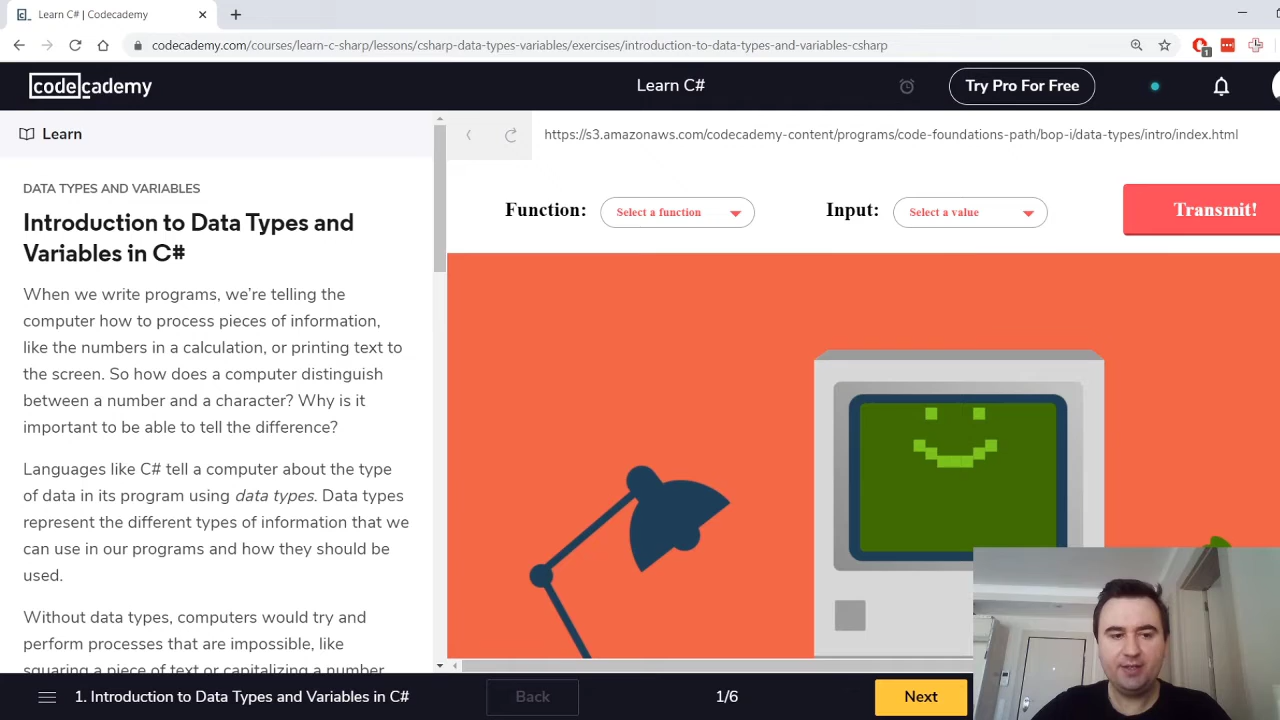 Learn C# | Codecademy
codecademy.com/courses/learn-c-sharp/lessons/csharp-data-types-variables/exercises/introduction-to-data-types-and-variables-csharp
1
codecademy
Learn C#
Try Pro For Free
Learn
https://s3.amazonaws.com/codecademy-content/programs/code-foundations-path/bop-i/data-types/intro/index.html
DATA TYPES AND VARIABLES
Introduction to Data Types and
Variables in C#
When we write programs, we’re telling the
computer how to process pieces of information,
like the numbers in a calculation, or printing text to
the screen. So how does a computer distinguish
between a number and a character? Why is it
important to be able to tell the difference?
Languages like C# tell a computer about the type
of data in its program using data types. Data types
represent the different types of information that we
can use in our programs and how they should be
used.
Without data types, computers would try and
perform processes that are impossible, like
squaring a piece of text or capitalizing a number
Function: Select a function
Input: Select a value
Transmit!
1. Introduction to Data Types and Variables in C#
Back
1/6
Next